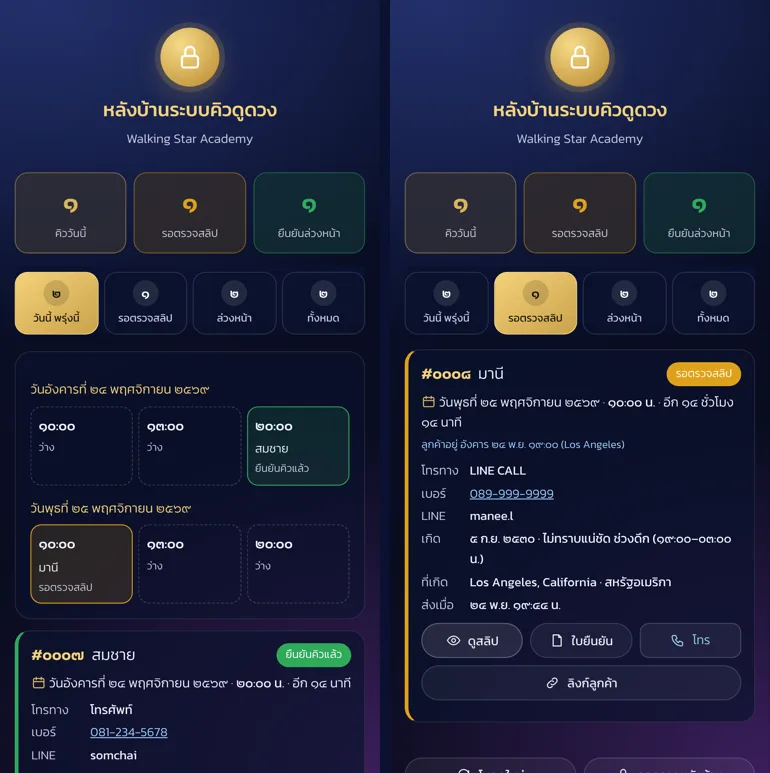 หลังบ้านระบบคิวดูดวง
Walking Star Academy
๑
คิววันนี้
๑
รอตรวจสลิป
๑
ยืนยันล่วงหน้า
๒
วันนี้ พรุ่งนี้
๑
รอตรวจสลิป
๒
ล่วงหน้า
๒
ทั้งหมด
วันอังคารที่ ๒๔ พฤศจิกายน ๒๕๖๙
๑๐:๐๐
ว่าง
๑๓:๐๐
ว่าง
๒๐:๐๐
สมชาย
ยืนยันคิวแล้ว
วันพุธที่ ๒๕ พฤศจิกายน ๒๕๖๙
๑๐:๐๐
มานี
รอตรวจสลิป
๑๓:๐๐
ว่าง
๒๐:๐๐
ว่าง
#๐๐๐๗ สมชาย
ยืนยันคิวแล้ว
วันอังคารที่ ๒๔ พฤศจิกายน ๒๕๖๙ · ๒๐:๐๐ น. · อีก ๑๔ นาที
โทรทาง โทรศัพท์
เบอร์ 081-234-5678
LINE somchai
หลังบ้านระบบคิวดูดวง
Walking Star Academy
๑
คิววันนี้
๑
รอตรวจสลิป
๑
ยืนยันล่วงหน้า
๒
วันนี้ พรุ่งนี้
๑
รอตรวจสลิป
๒
ล่วงหน้า
๒
ทั้งหมด
#๐๐๐๘ มานี
รอตรวจสลิป
วันพุธที่ ๒๕ พฤศจิกายน ๒๕๖๙ · ๑๐:๐๐ น. · อีก ๑๔ ชั่วโมง
๑๔ นาที
ลูกค้าอยู่ อังคาร ๒๔ พ.ย. ๑๙:๐๐ (Los Angeles)
โทรทาง LINE CALL
เบอร์ 089-999-9999
LINE manee.l
เกิด ๕ ก.ย. ๒๕๓๐ · ไม่ทราบแน่ชัด ช่วงดึก (๑๙:๐๐–๐๓:๐๐
น.)
ที่เกิด Los Angeles, California · สหรัฐอเมริกา
ส่งเมื่อ ๒๔ พ.ย. ๑๙:๔๔ น.
ดูสลิป
ใบยืนยัน
โทร
ลิงก์ลูกค้า